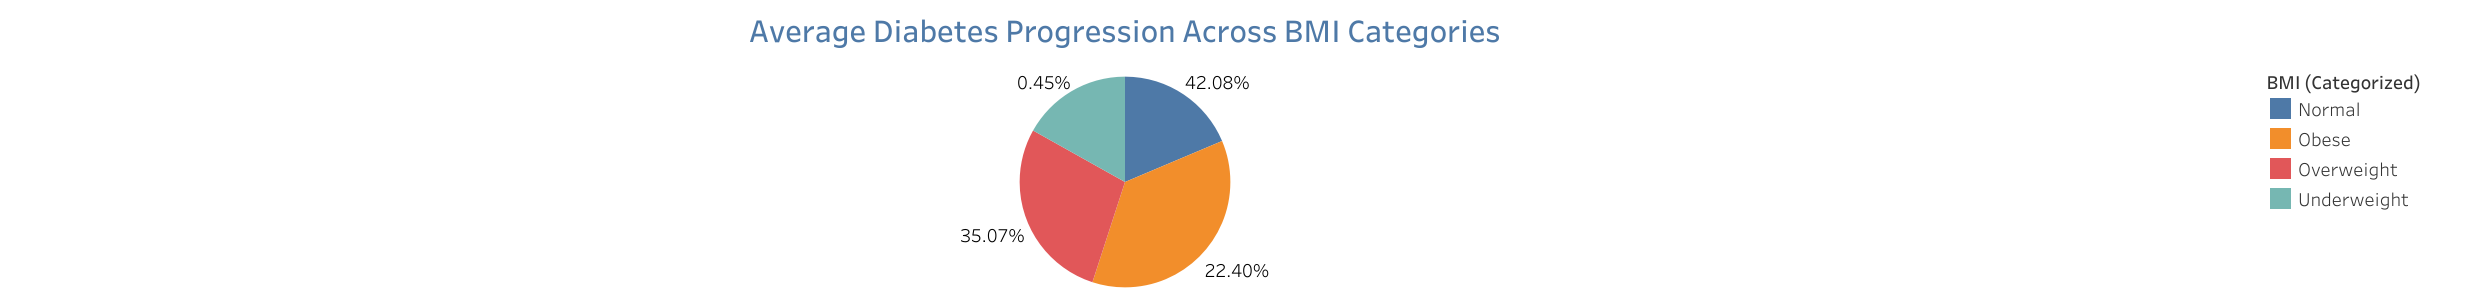 Average Diabetes Progression Across BMI Categories
0.45%
42.08%
35.07%
22.40%
BMI (Categorized)
Normal
Obese
Overweight
Underweight